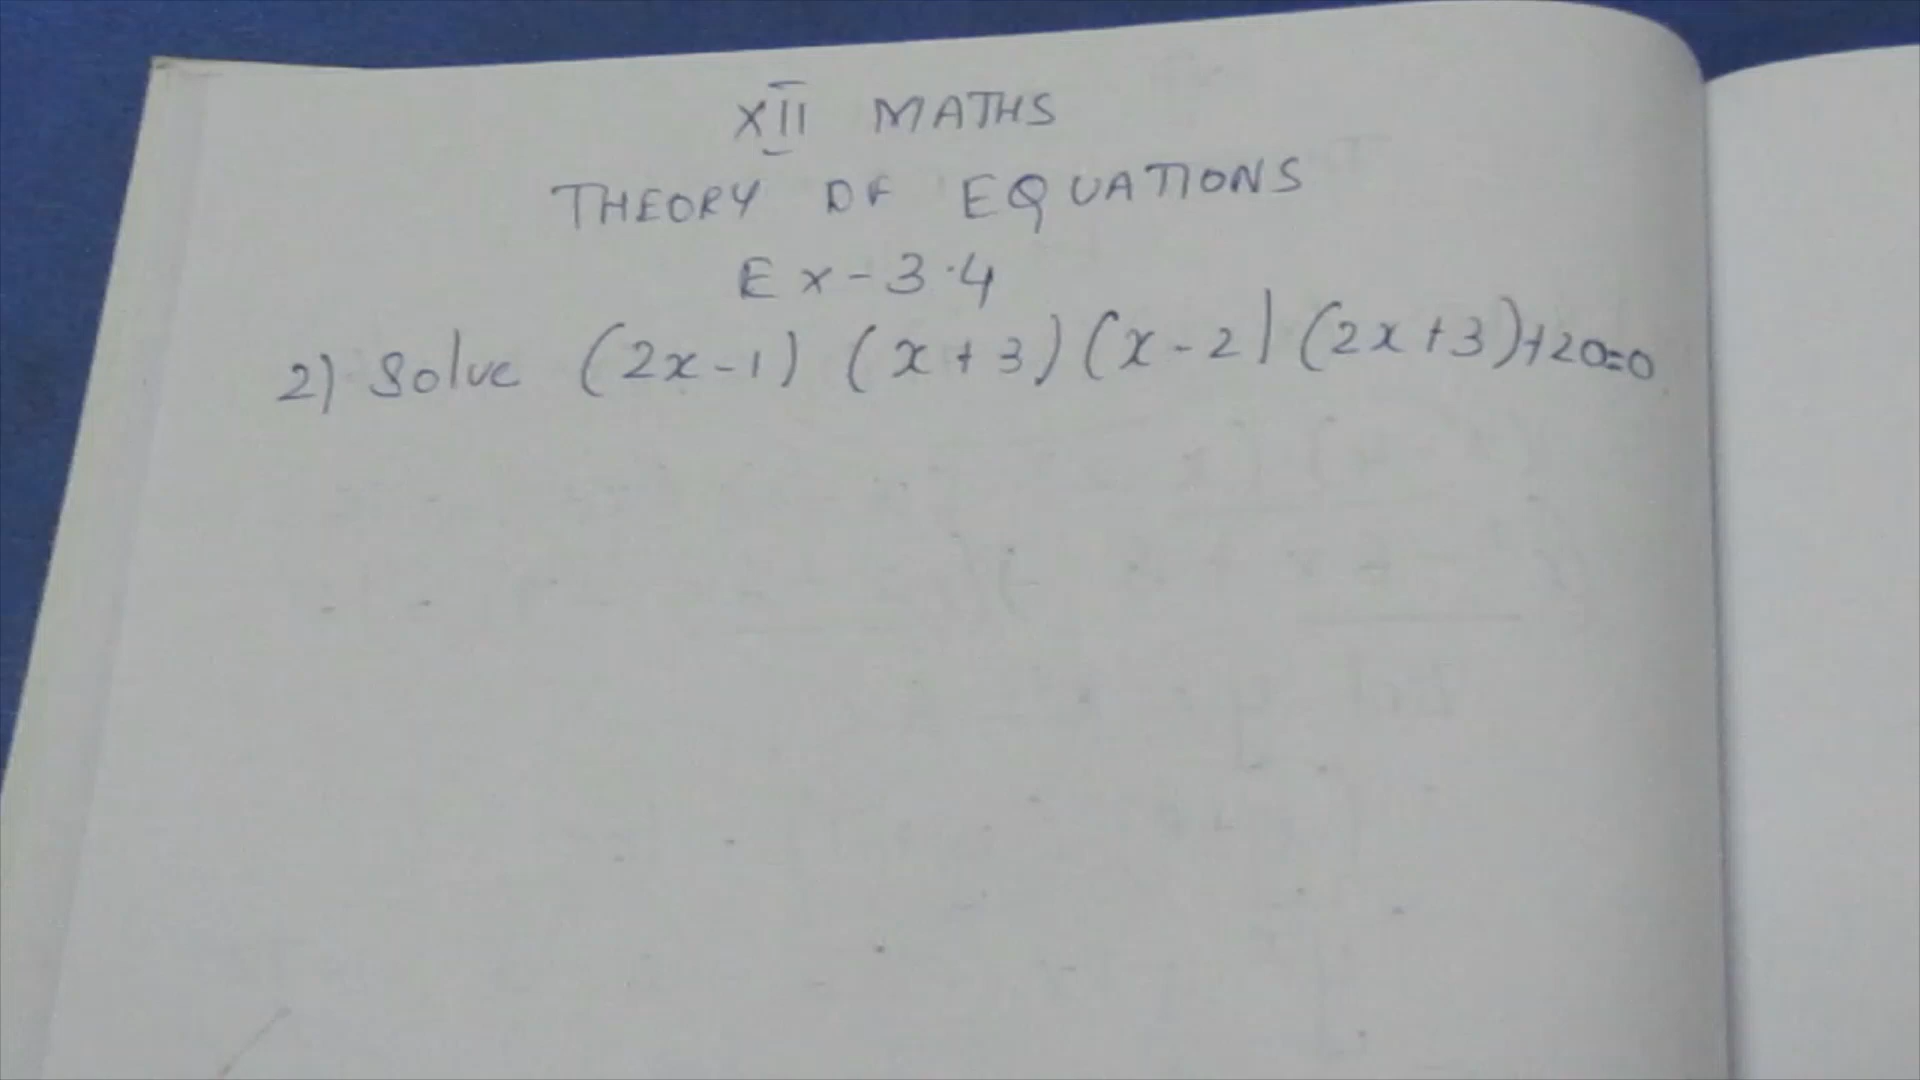 XII MATHS
THEORY OF EQUATIONS
Ex-3.4
2) Solve (2x-1) (x+3) (x-2) (2x+3)+20=0